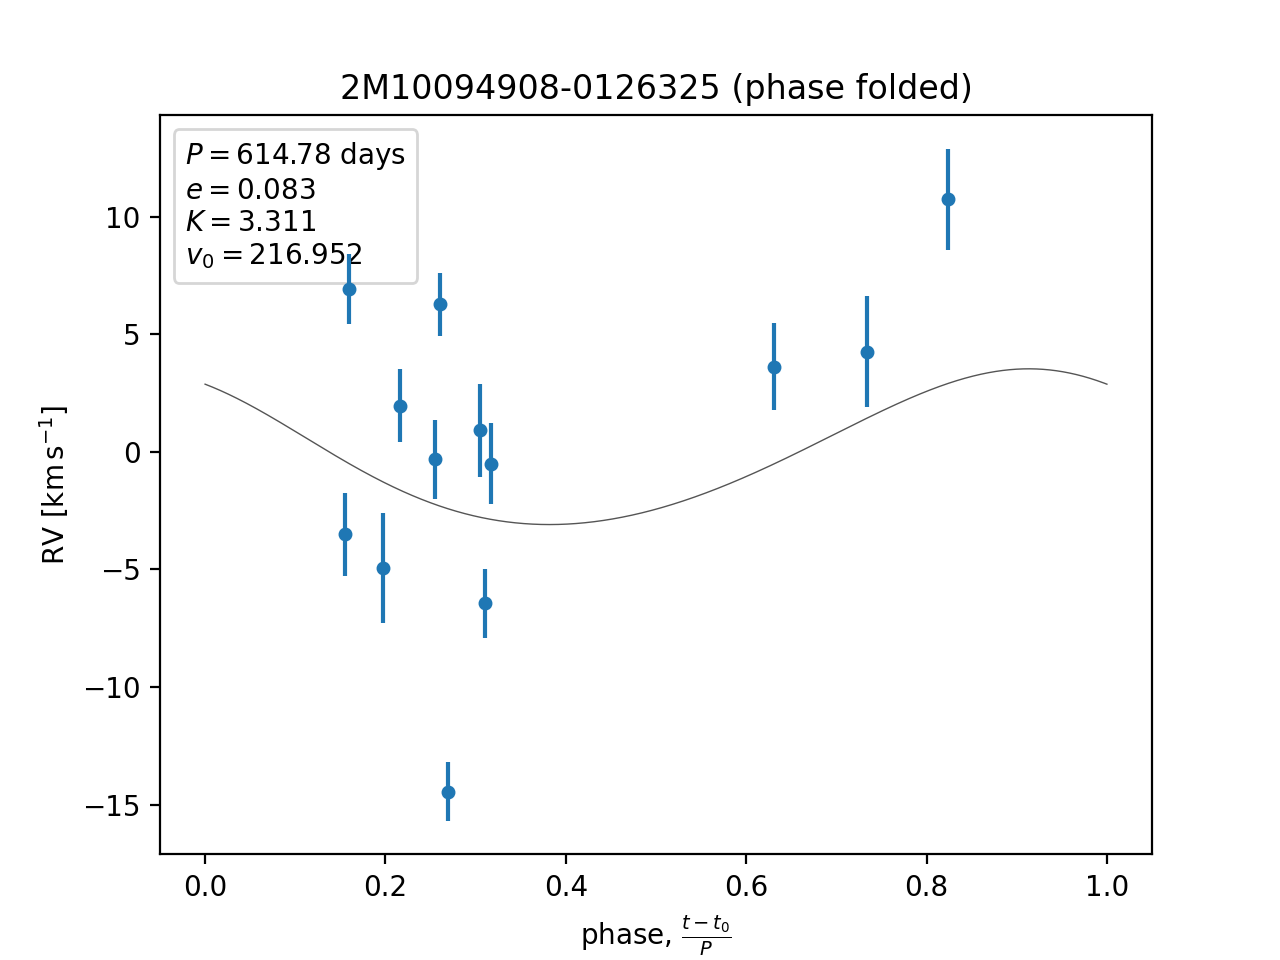 2M10094908-0126325 (phase folded)
P = 614.78 days
e = 0.083
K = 3.311
v₀ = 216.952
10
5
0
−5
−10
−15
RV [km s⁻¹]
0.0 0.2 0.4 0.6 0.8 1.0
phase, (t − t₀)/P